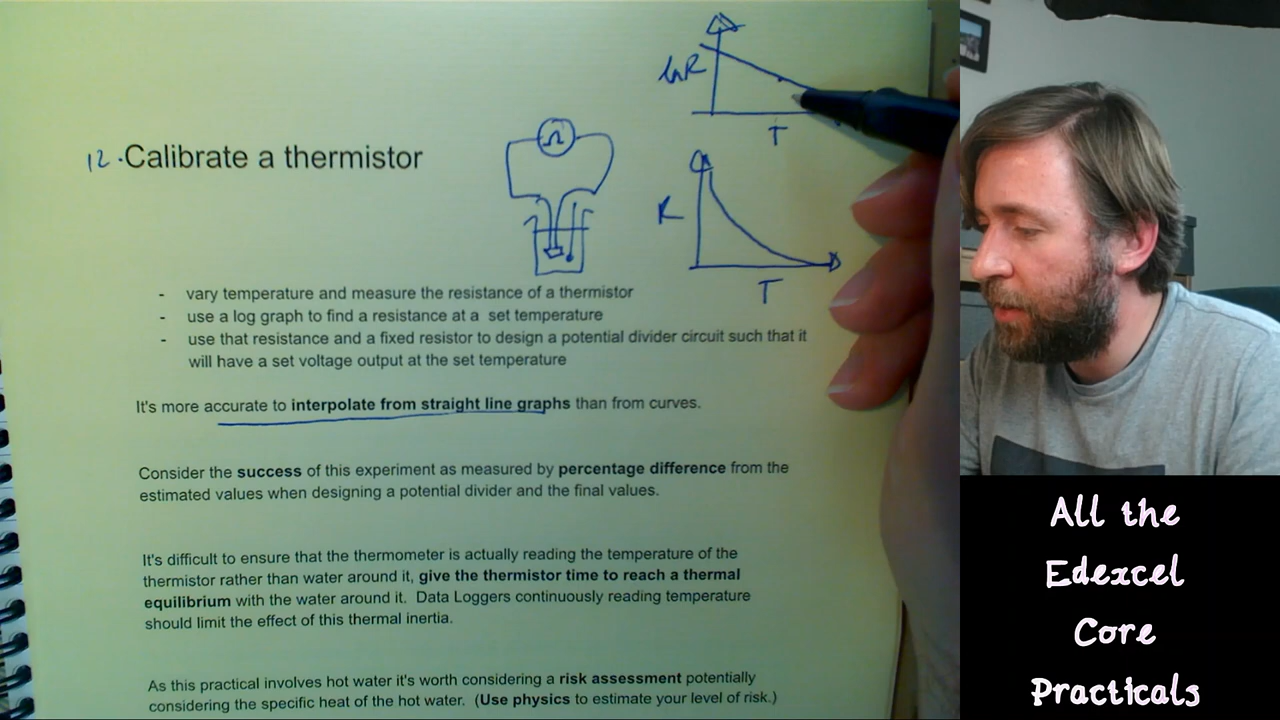 lnR
T
12. Calibrate a thermistor
Ω
R
T
- vary temperature and measure the resistance of a thermistor
- use a log graph to find a resistance at a set temperature
- use that resistance and a fixed resistor to design a potential divider circuit such that it
will have a set voltage output at the set temperature
It's more accurate to interpolate from straight line graphs than from curves.
Consider the success of this experiment as measured by percentage difference from the
estimated values when designing a potential divider and the final values.
It's difficult to ensure that the thermometer is actually reading the temperature of the
thermistor rather than water around it, give the thermistor time to reach a thermal
equilibrium with the water around it. Data Loggers continuously reading temperature
should limit the effect of this thermal inertia.
As this practical involves hot water it's worth considering a risk assessment potentially
considering the specific heat of the hot water. (Use physics to estimate your level of risk.)
All the
Edexcel
Core
Practicals